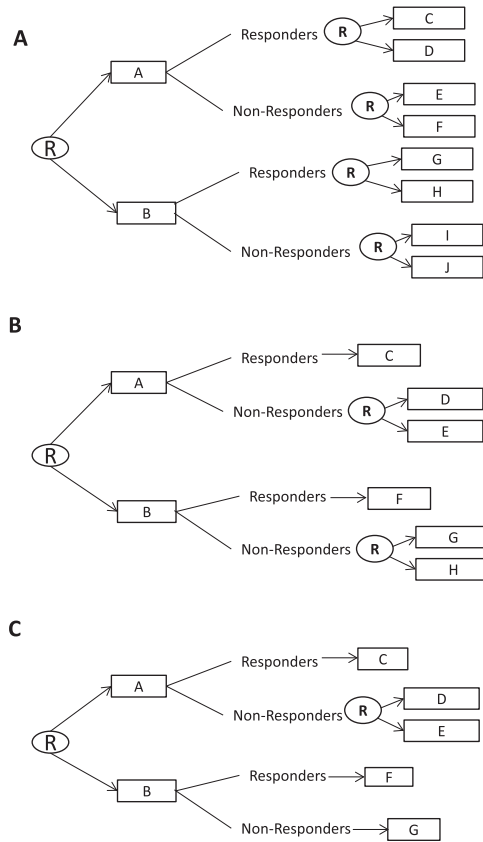 A
Responders R C
D
A
Non-Responders R E
F
R
Responders R G
H
B
Non-Responders R I
J
B
Responders C
A
Non-Responders R D
E
R
Responders F
B
Non-Responders R G
H
C
Responders C
A
Non-Responders R D
E
R
Responders F
B
Non-Responders G